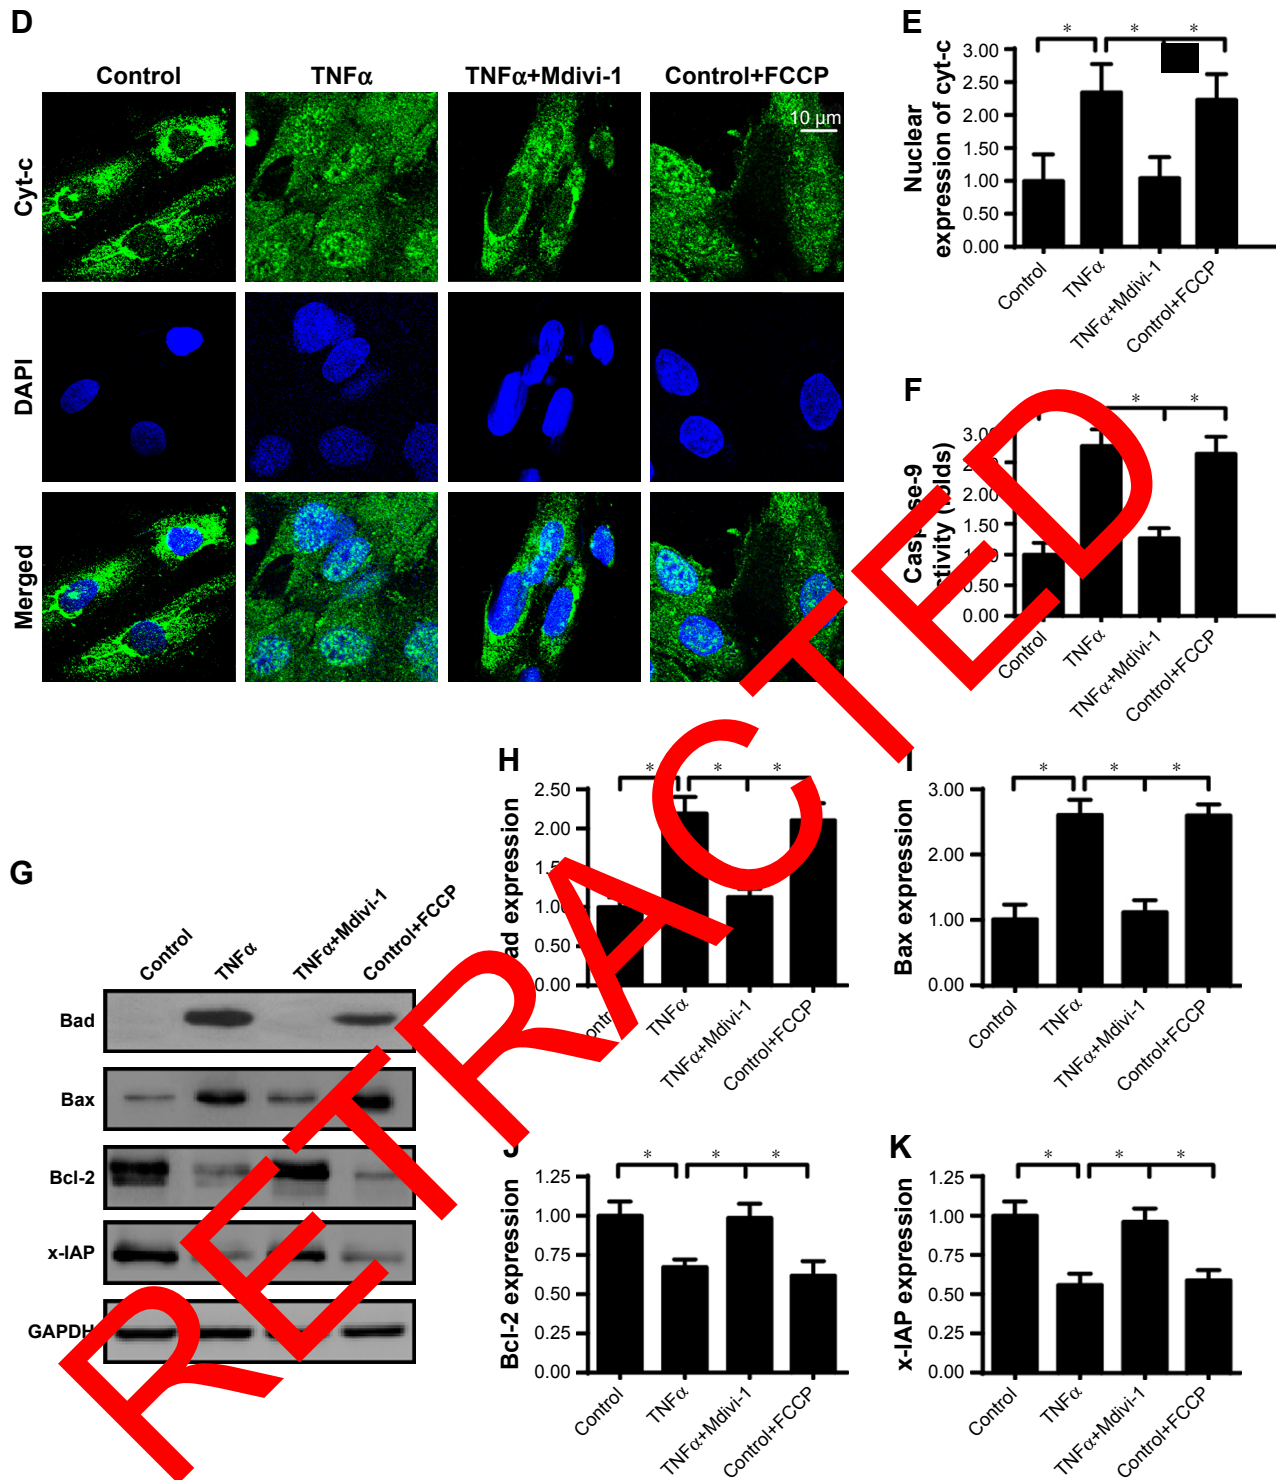 D
Control
TNFα
TNFα+Mdivi-1
Control+FCCP
Cyt-c
10 µm
DAPI
Merged
E
* * *
Nuclear
expression of cyt-c
3.00
2.50
2.00
1.50
1.00
0.50
0.00
Control
TNFα
TNFα+Mdivi-1
Control+FCCP
F
* *
2.00
1.50
0.50
0.00
Control
TNFα
TNFα+Mdivi-1
Control+FCCP
G
Control
TNFα
TNFα+Mdivi-1
Control+FCCP
Bad
Bax
Bcl-2
x-IAP
GAPDH
H
* * *
expression
2.50
2.00
TNFα
TNFα+Mdivi-1
Control+FCCP
I
* * *
Bax expression
3.00
2.00
1.00
0.00
Control
TNFα
TNFα+Mdivi-1
Control+FCCP
* * *
Bcl-2 expression
1.25
1.00
0.75
0.50
0.25
0.00
Control
TNFα
TNFα+Mdivi-1
Control+FCCP
K
* * *
x-IAP expression
1.25
1.00
0.75
0.50
0.25
0.00
Control
TNFα
TNFα+Mdivi-1
Control+FCCP
RETRACTED